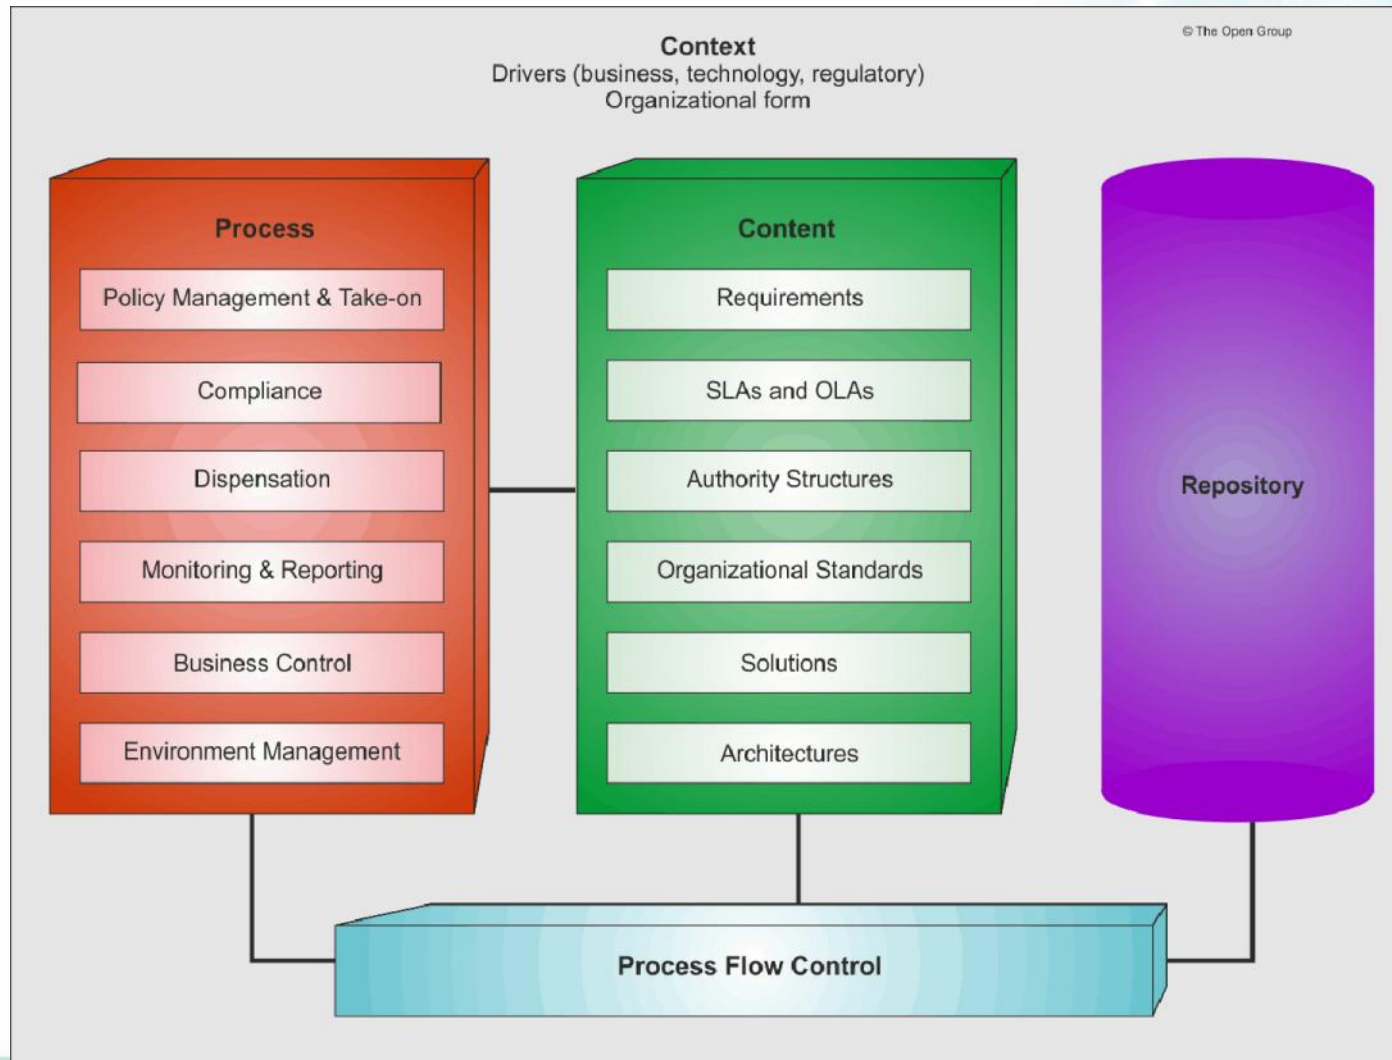 © The Open Group
Context
Drivers (business, technology, regulatory)
Organizational form
Process
Policy Management & Take-on
Compliance
Dispensation
Monitoring & Reporting
Business Control
Environment Management
Content
Requirements
SLAs and OLAs
Authority Structures
Organizational Standards
Solutions
Architectures
Repository
Process Flow Control